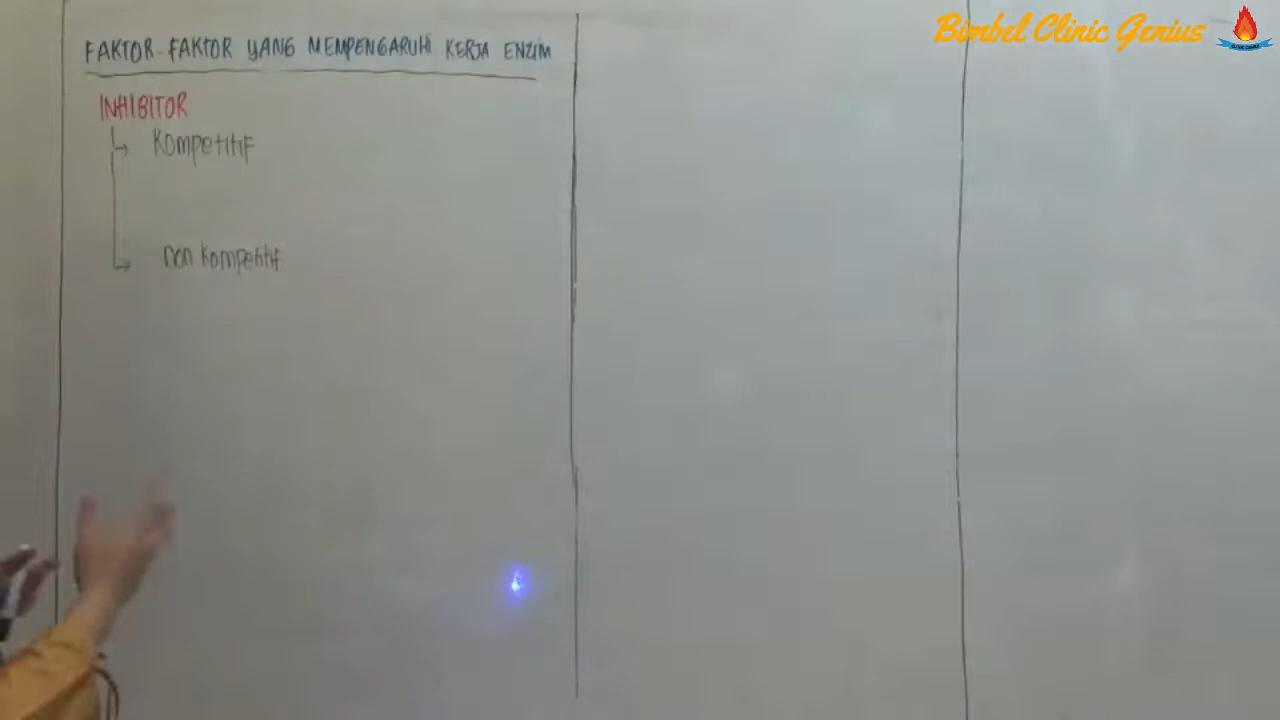 Bimbel Clinic Genius
FAKTOR-FAKTOR YANG MEMPENGARUHI KERJA ENZIM
INHIBITOR
↳ Kompetitif
↳ non kompetitif